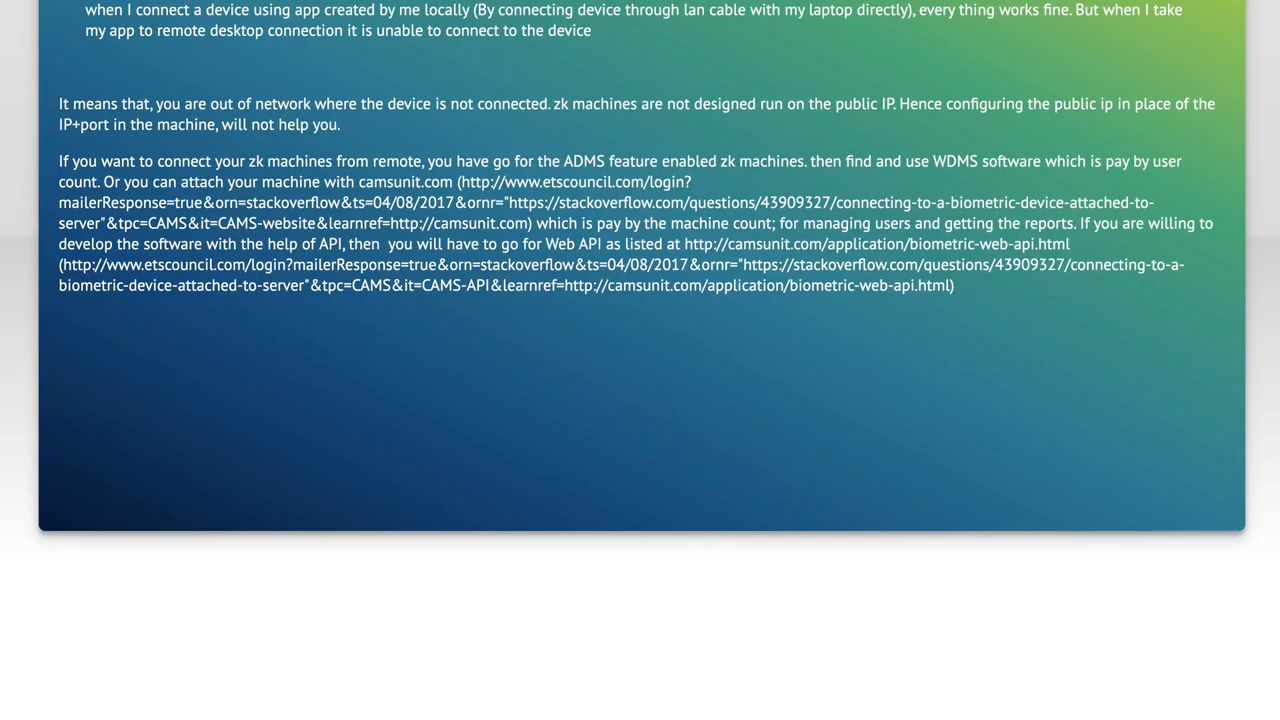 when I connect a device using app created by me locally (By connecting device through lan cable with my laptop directly), every thing works fine. But when I take
my app to remote desktop connection it is unable to connect to the device
It means that, you are out of network where the device is not connected. zk machines are not designed run on the public IP. Hence configuring the public ip in place of the
IP+port in the machine, will not help you.
If you want to connect your zk machines from remote, you have go for the ADMS feature enabled zk machines. then find and use WDMS software which is pay by user
count. Or you can attach your machine with camsunit.com (http://www.etscouncil.com/login?
mailerResponse=true&orn=stackoverflow&ts=04/08/2017&ornr="https://stackoverflow.com/questions/43909327/connecting-to-a-biometric-device-attached-to-
server"&tpc=CAMS&it=CAMS-website&learnref=http://camsunit.com) which is pay by the machine count; for managing users and getting the reports. If you are willing to
develop the software with the help of API, then  you will have to go for Web API as listed at http://camsunit.com/application/biometric-web-api.html
(http://www.etscouncil.com/login?mailerResponse=true&orn=stackoverflow&ts=04/08/2017&ornr="https://stackoverflow.com/questions/43909327/connecting-to-a-
biometric-device-attached-to-server"&tpc=CAMS&it=CAMS-API&learnref=http://camsunit.com/application/biometric-web-api.html)